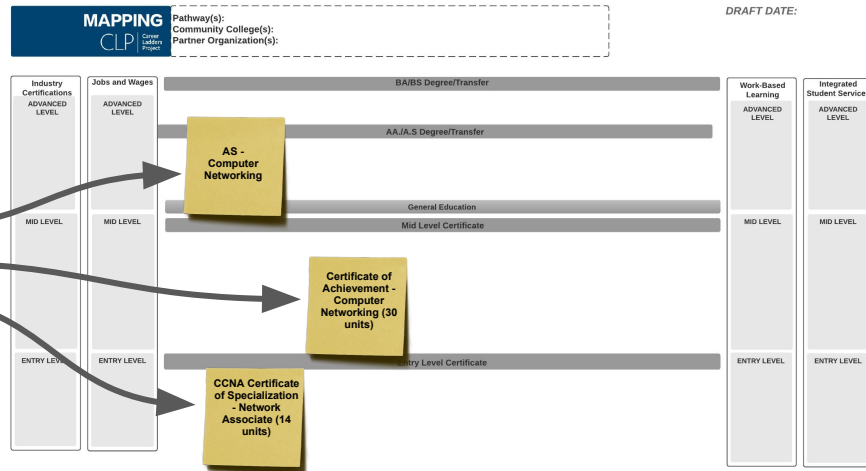 MAPPING
CLP
Career
Ladders
Project
Pathway(s):
Community College(s):
Partner Organization(s):
DRAFT DATE:
Industry
Certifications
ADVANCED
LEVEL
MID LEVEL
ENTRY LEVEL
Jobs and Wages
ADVANCED
LEVEL
MID LEVEL
ENTRY LEVEL
BA/BS Degree/Transfer
AA./A.S Degree/Transfer
AS -
Computer
Networking
General Education
Mid Level Certificate
Certificate of
Achievement -
Computer
Networking (30
units)
ntry Level Certificate
CCNA Certificate
of Specialization
- Network
Associate (14
units)
Work-Based
Learning
ADVANCED
LEVEL
MID LEVEL
ENTRY LEVEL
Integrated
Student Service
ADVANCED
LEVEL
MID LEVEL
ENTRY LEVEL